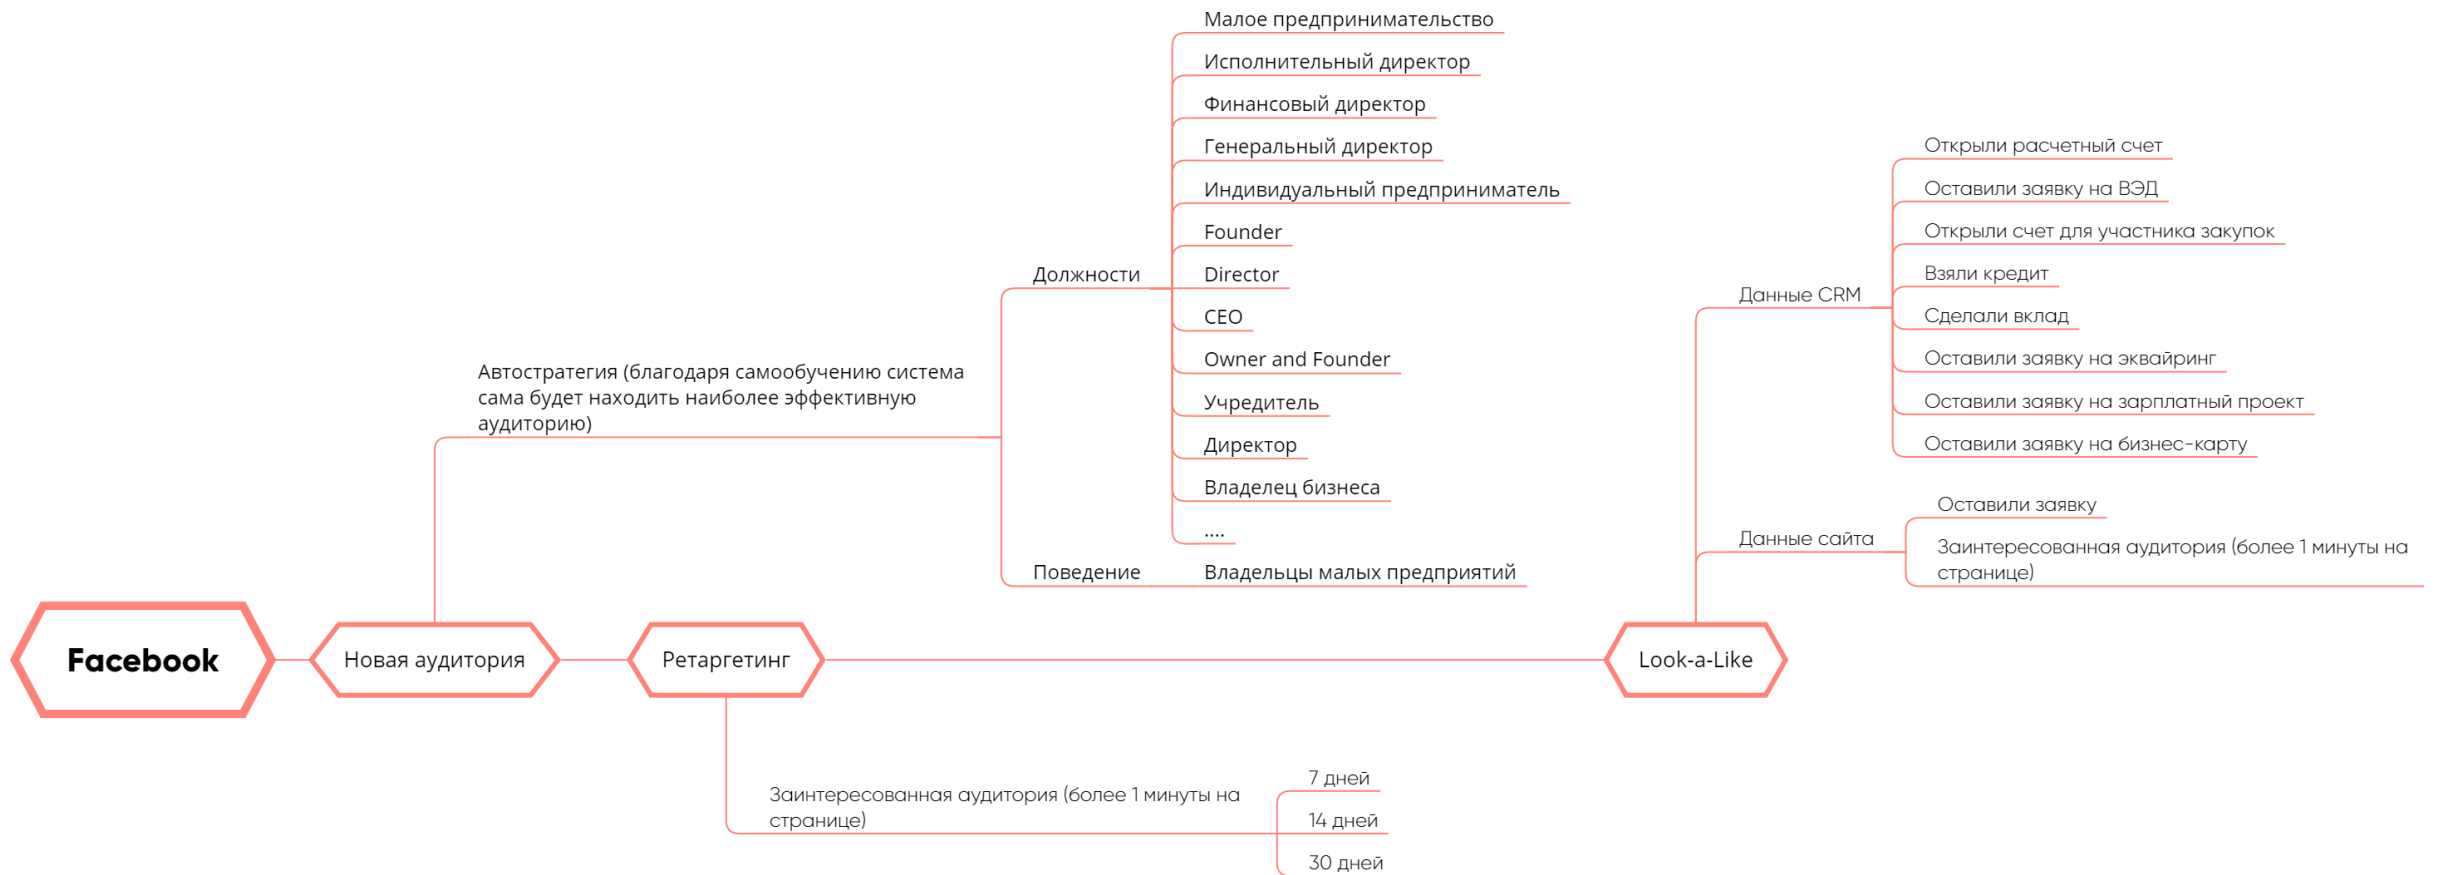 Facebook
Новая аудитория
Автостратегия (благодаря самообучению система
сама будет находить наиболее эффективную
аудиторию)
Должности
Малое предпринимательство
Исполнительный директор
Финансовый директор
Генеральный директор
Индивидуальный предприниматель
Founder
Director
CEO
Owner and Founder
Учредитель
Директор
Владелец бизнеса
....
Поведение
Владельцы малых предприятий
Ретаргетинг
Заинтересованная аудитория (более 1 минуты на
странице)
7 дней
14 дней
30 дней
Look-a-Like
Данные CRM
Открыли расчетный счет
Оставили заявку на ВЭД
Открыли счет для участника закупок
Взяли кредит
Сделали вклад
Оставили заявку на эквайринг
Оставили заявку на зарплатный проект
Оставили заявку на бизнес-карту
Данные сайта
Оставили заявку
Заинтересованная аудитория (более 1 минуты на
странице)